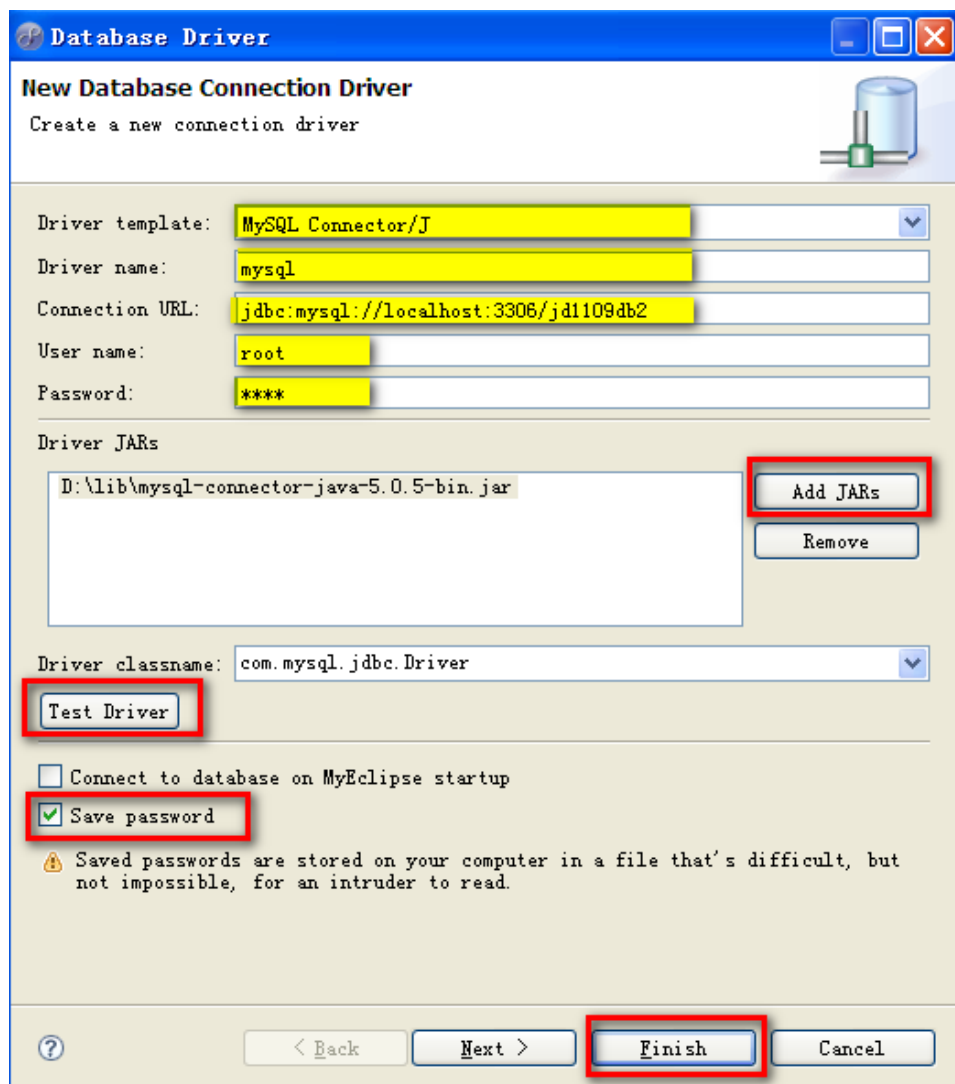 Database Driver
New Database Connection Driver
Create a new connection driver
Driver template: MySQL Connector/J
Driver name: mysql
Connection URL: jdbc:mysql://localhost:3306/jd1109db2
User name: root
Password: ****
Driver JARs
D:\lib\mysql-connector-java-5.0.5-bin.jar
Add JARs
Remove
Driver classname: com.mysql.jdbc.Driver
Test Driver
Connect to database on MyEclipse startup
Save password
Saved passwords are stored on your computer in a file that's difficult, but
not impossible, for an intruder to read.
? < Back Next > Finish Cancel